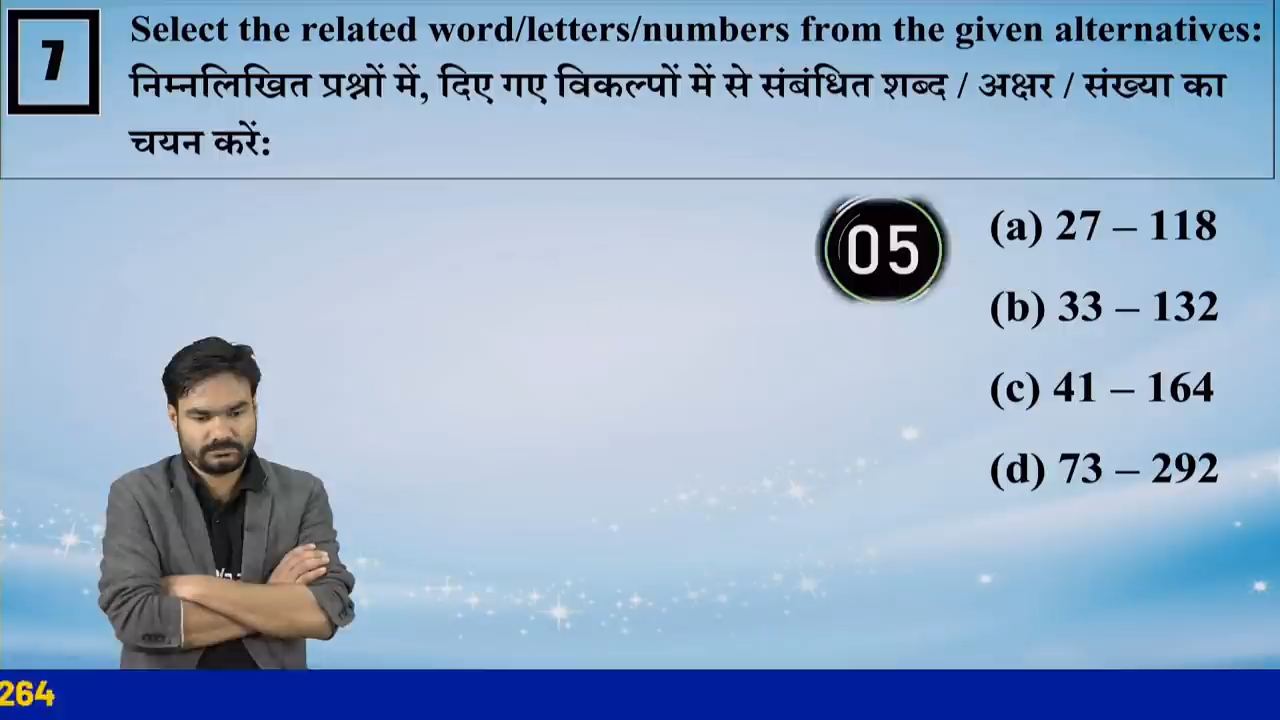 7
Select the related word/letters/numbers from the given alternatives:
निम्नलिखित प्रश्नों में, दिए गए विकल्पों में से संबंधित शब्द / अक्षर / संख्या का
चयन करें:
05
(a) 27 – 118
(b) 33 – 132
(c) 41 – 164
(d) 73 – 292
264